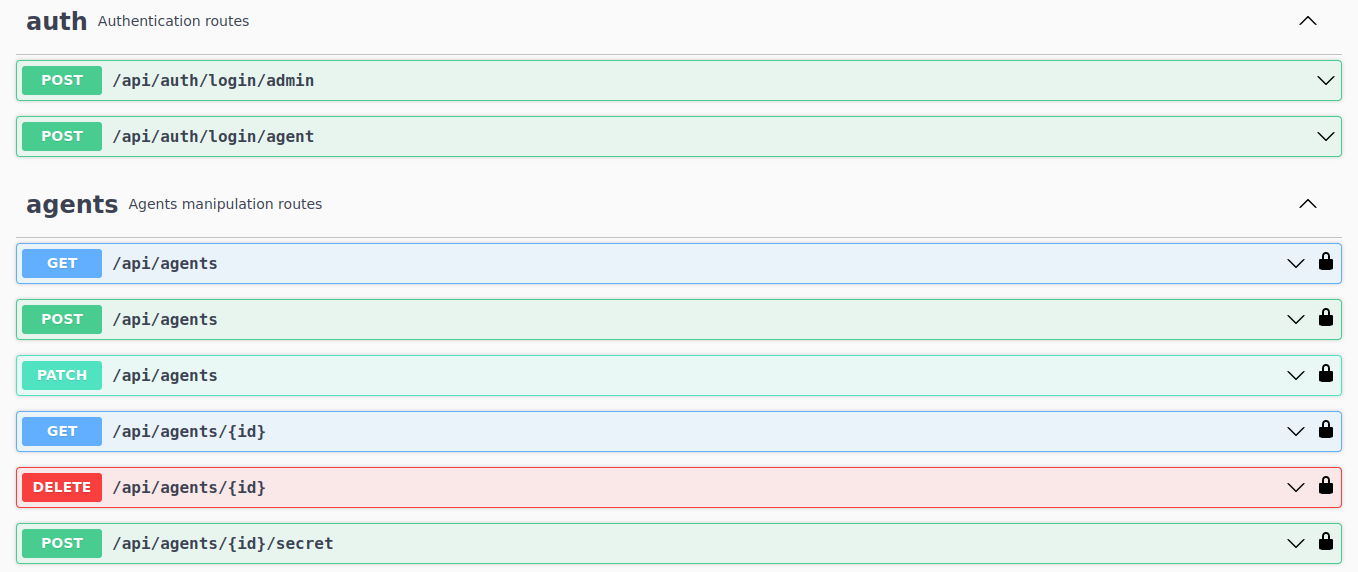 auth Authentication routes
POST /api/auth/login/admin
POST /api/auth/login/agent
agents Agents manipulation routes
GET /api/agents
POST /api/agents
PATCH /api/agents
GET /api/agents/{id}
DELETE /api/agents/{id}
POST /api/agents/{id}/secret